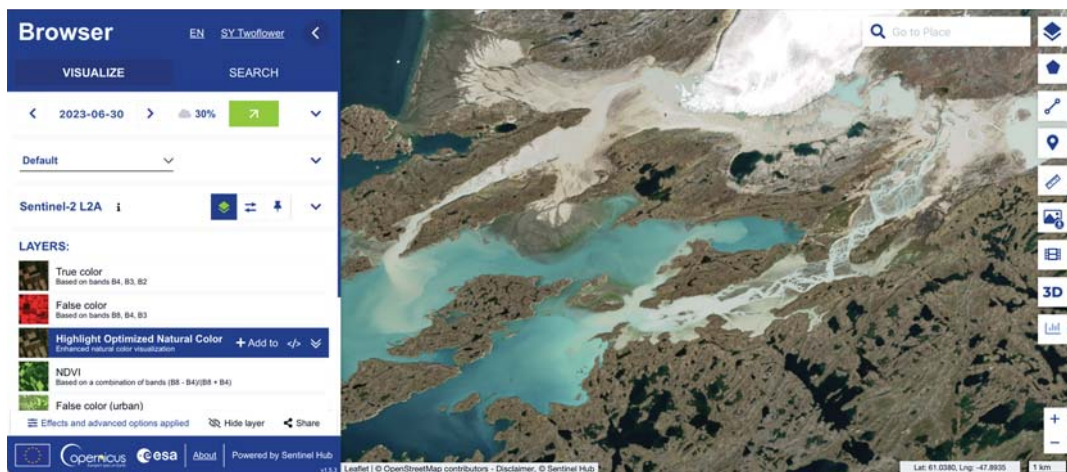 Browser
EN
SY Twoflower
VISUALIZE
SEARCH
2023-06-30
30%
Default
Sentinel-2 L2A
LAYERS:
True color
Based on bands B4, B3, B2
False color
Based on bands B8, B4, B3
Highlight Optimized Natural Color
Enhanced natural color visualization
+ Add to </>
NDVI
Based on a combination of bands (B8 - B4)/(B8 + B4)
False color (urban)
Effects and advanced options applied
Hide layer
Share
Copernicus
esa
About
Powered by Sentinel Hub
Go to Place
3D
+
−
Leaflet | © OpenStreetMap contributors - Disclaimer, © Sentinel Hub
Lat: 61.0380, Lng: -47.8935
1 km